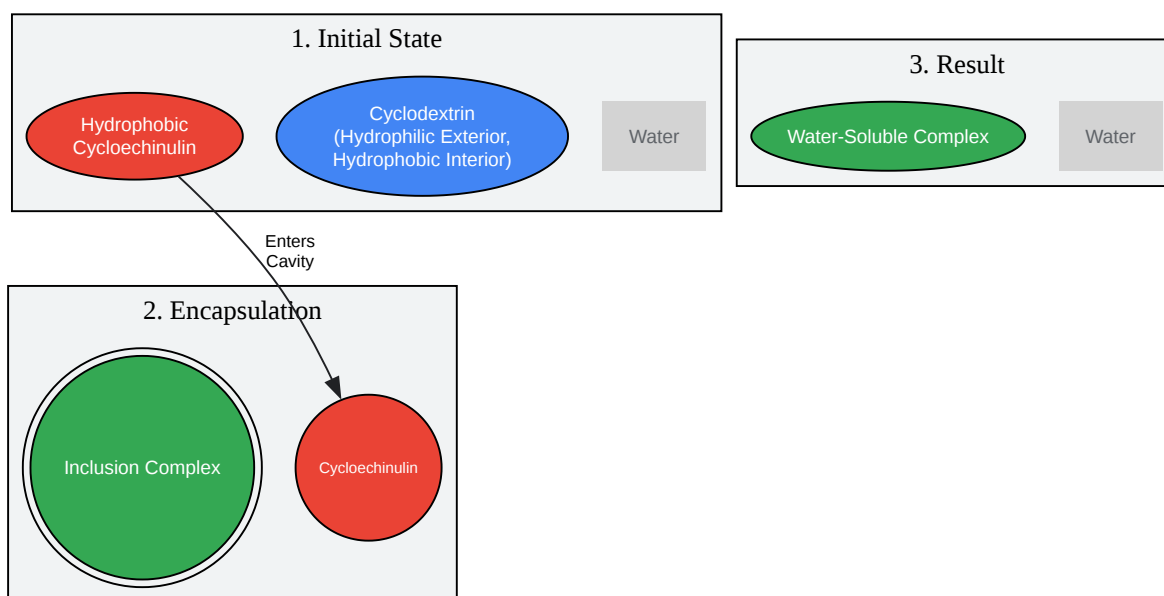 1. Initial State
Hydrophobic
Cycloechinulin
Cyclodextrin
(Hydrophilic Exterior,
Hydrophobic Interior)
Water
3. Result
Water-Soluble Complex
Water
Enters
Cavity
2. Encapsulation
Inclusion Complex
Cycloechinulin